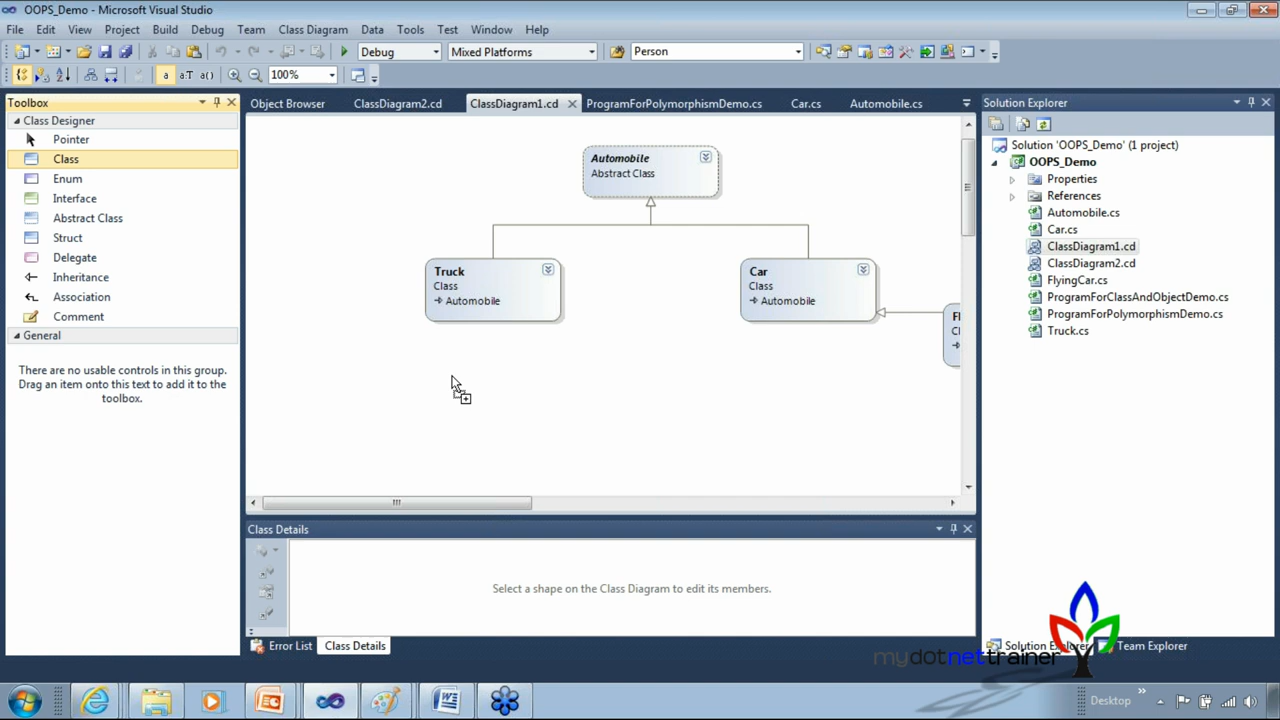 OOPS_Demo - Microsoft Visual Studio
File Edit View Project Build Debug Team Class Diagram Data Tools Test Window Help
Debug Mixed Platforms Person
a aT a() 100%
Toolbox
Class Designer
Pointer
Class
Enum
Interface
Abstract Class
Struct
Delegate
Inheritance
Association
Comment
General
There are no usable controls in this group.
Drag an item onto this text to add it to the
toolbox.
Object Browser ClassDiagram2.cd ClassDiagram1.cd ProgramForPolymorphismDemo.cs Car.cs Automobile.cs
Automobile
Abstract Class
Truck
Class
Automobile
Car
Class
Automobile
Fl
Cl
Class Details
Select a shape on the Class Diagram to edit its members.
Error List Class Details
Solution Explorer
Solution 'OOPS_Demo' (1 project)
OOPS_Demo
Properties
References
Automobile.cs
Car.cs
ClassDiagram1.cd
ClassDiagram2.cd
FlyingCar.cs
ProgramForClassAndObjectDemo.cs
ProgramForPolymorphismDemo.cs
Truck.cs
Solution Explorer Team Explorer
mydotnettrainer
Desktop